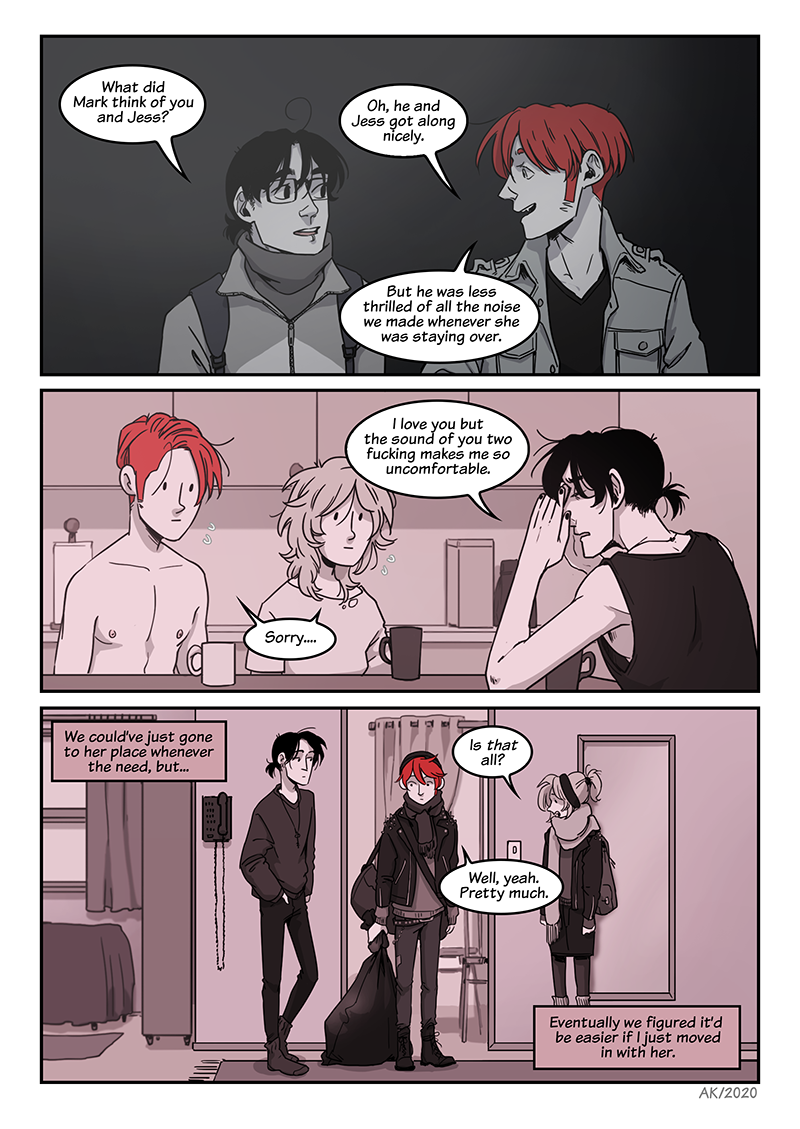 What did
Mark think of you
and Jess?
Oh, he and
Jess got along
nicely.
But he was less
thrilled of all the noise
we made whenever she
was staying over.
I love you but
the sound of you two
fucking makes me so
uncomfortable.
Sorry....
We could've just gone
to her place whenever
the need, but...
Is that
all?
Well, yeah.
Pretty much.
Eventually we figured it'd
be easier if I just moved
in with her.
AK/2020